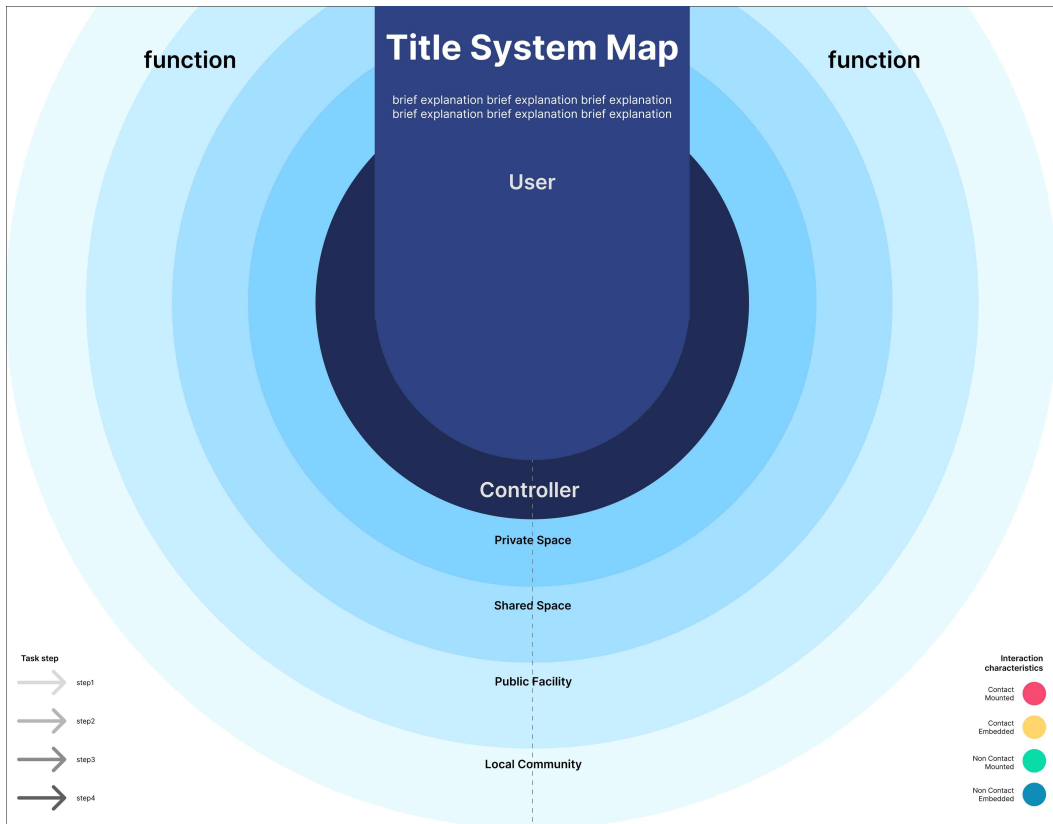 Title System Map
function
function
brief explanation brief explanation brief explanation
brief explanation brief explanation brief explanation
User
Controller
Private Space
Shared Space
Public Facility
Local Community
Task step
step1
step2
step3
step4
Interaction
characteristics
Contact
Mounted
Contact
Embedded
Non Contact
Mounted
Non Contact
Embedded